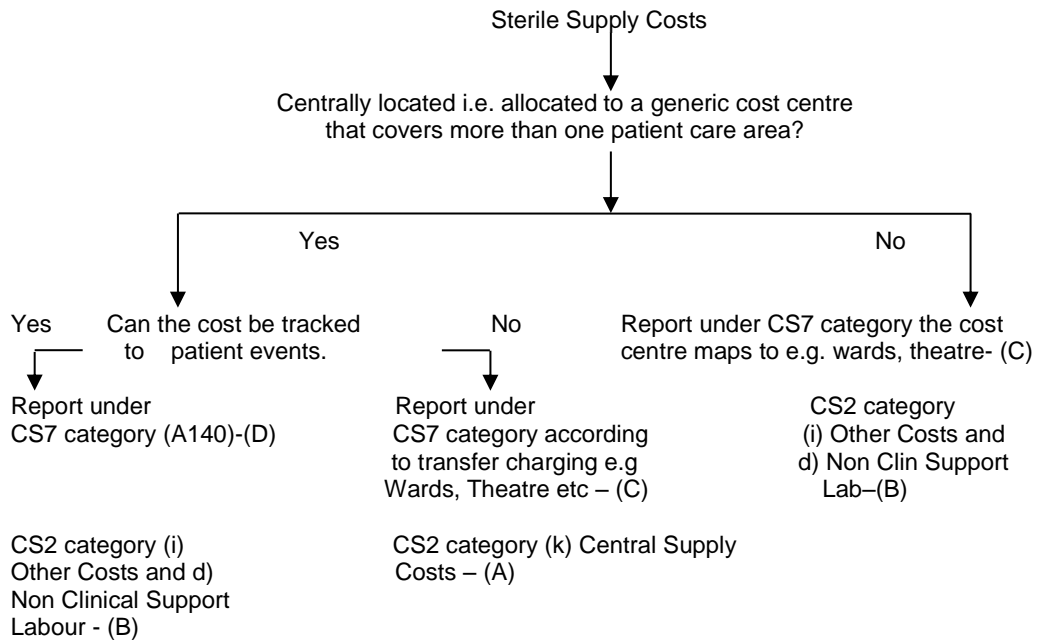 Sterile Supply Costs
Centrally located i.e. allocated to a generic cost centre
that covers more than one patient care area?
Yes
No
Yes
Can the cost be tracked
to patient events.
No
Report under CS7 category the cost
centre maps to e.g. wards, theatre- (C)
Report under
CS7 category (A140)-(D)
Report under
CS7 category according
to transfer charging e.g
Wards, Theatre etc – (C)
CS2 category
(i) Other Costs and
d) Non Clin Support
Lab–(B)
CS2 category (i)
Other Costs and d)
Non Clinical Support
Labour - (B)
CS2 category (k) Central Supply
Costs – (A)